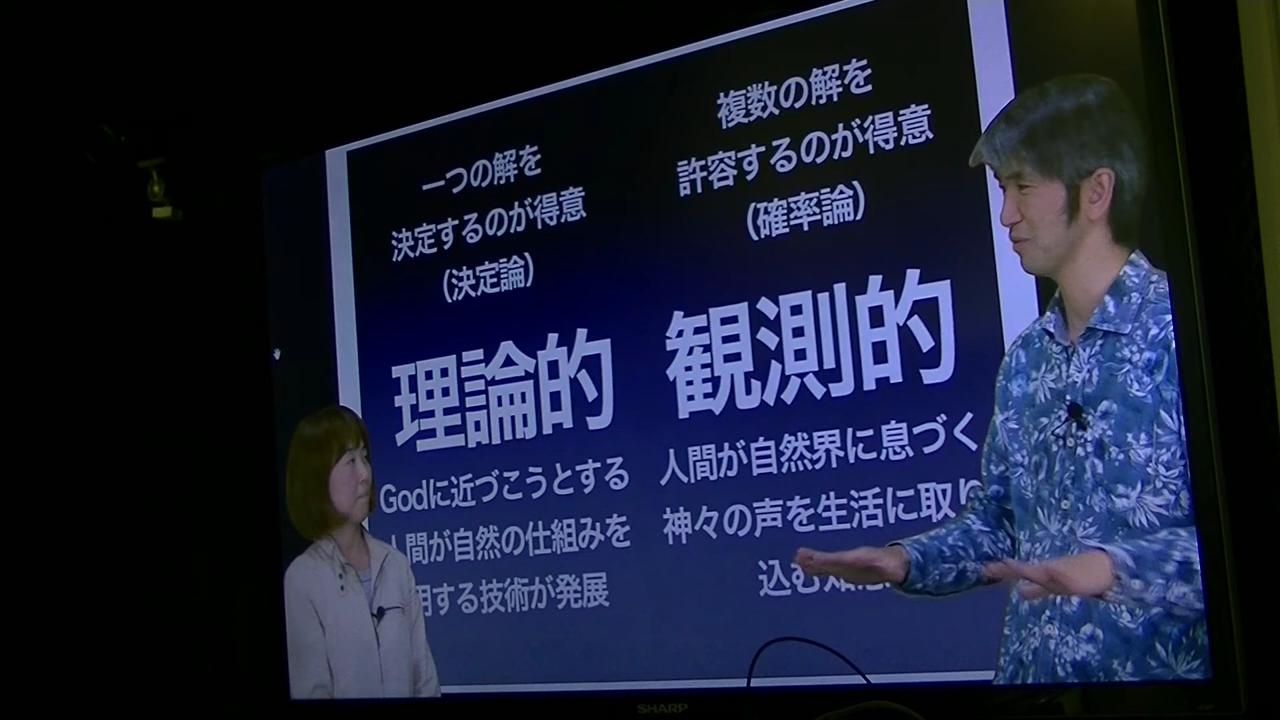 一つの解を
決定するのが得意
(決定論)
理論的
Godに近づこうとする
人間が自然の仕組みを
用する技術が発展
複数の解を
許容するのが得意
(確率論)
観測的
人間が自然界に息づく
神々の声を生活に取り
込む
SHARP